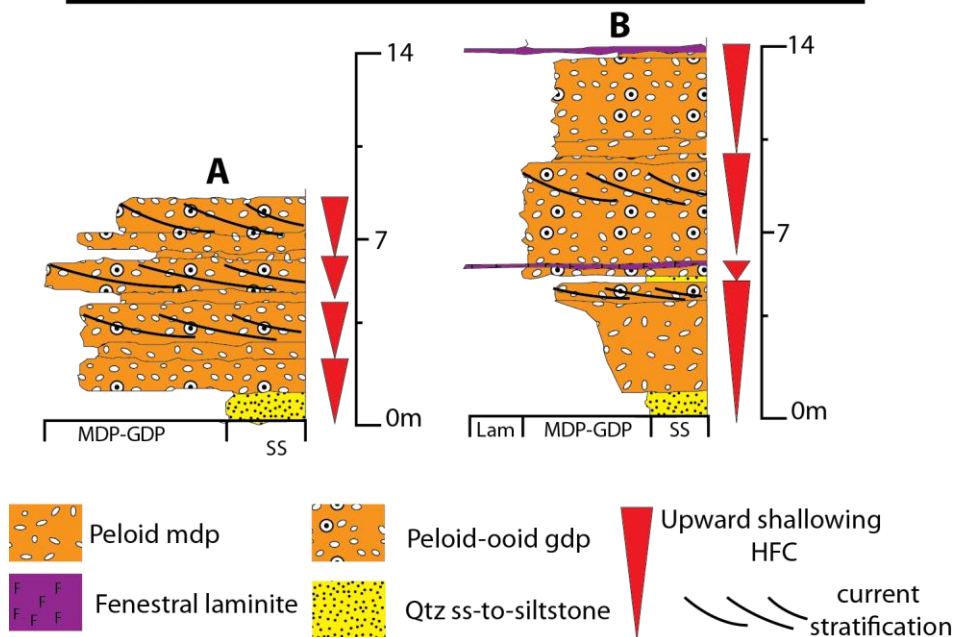 A
B
14
7
0m
MDP-GDP
SS
14
7
0m
Lam
MDP-GDP
SS
Peloid mdp
Peloid-ooid gdp
Upward shallowing
HFC
F F F F F F F
Fenestral laminite
Qtz ss-to-siltstone
current
stratification